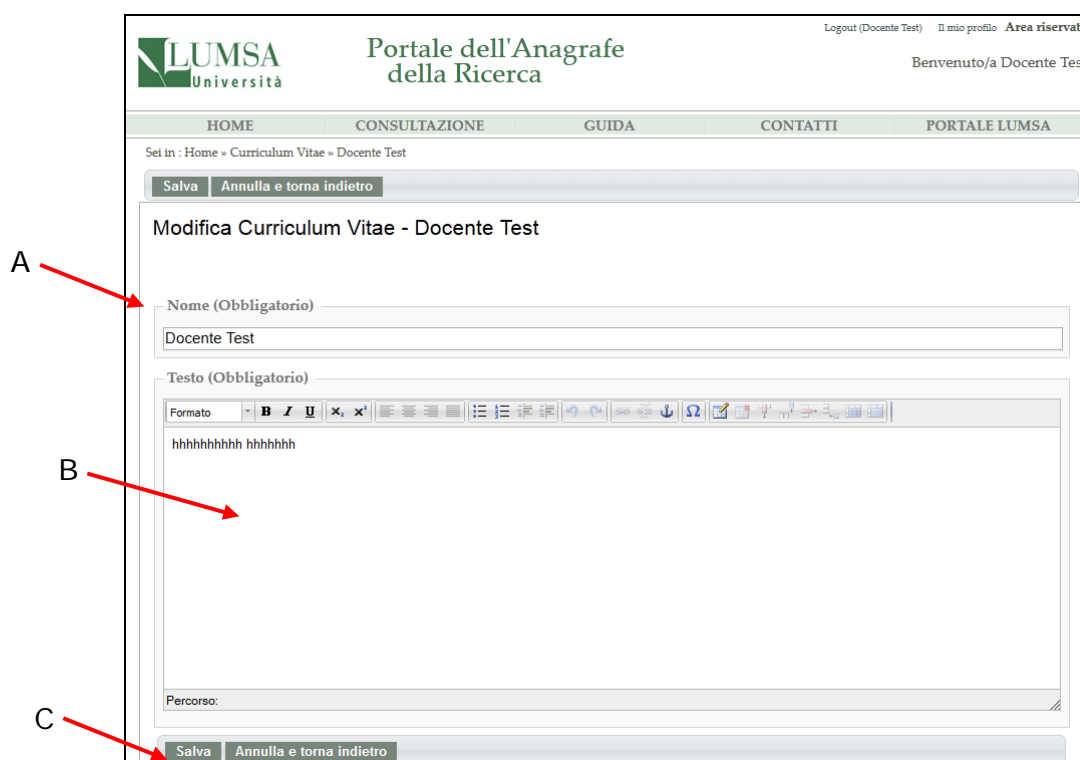 Logout (Docente Test) Il mio profilo Area riservat
LUMSA
Università
Portale dell'Anagrafe
della Ricerca
Benvenuto/a Docente Tes
HOME CONSULTAZIONE GUIDA CONTATTI PORTALE LUMSA
Sei in : Home » Curriculum Vitae » Docente Test
Salva Annulla e torna indietro
Modifica Curriculum Vitae - Docente Test
A
Nome (Obbligatorio)
Docente Test
Testo (Obbligatorio)
Formato B I U x₂ x² Ω
hhhhhhhhhh hhhhhhh
B
Percorso:
C
Salva Annulla e torna indietro